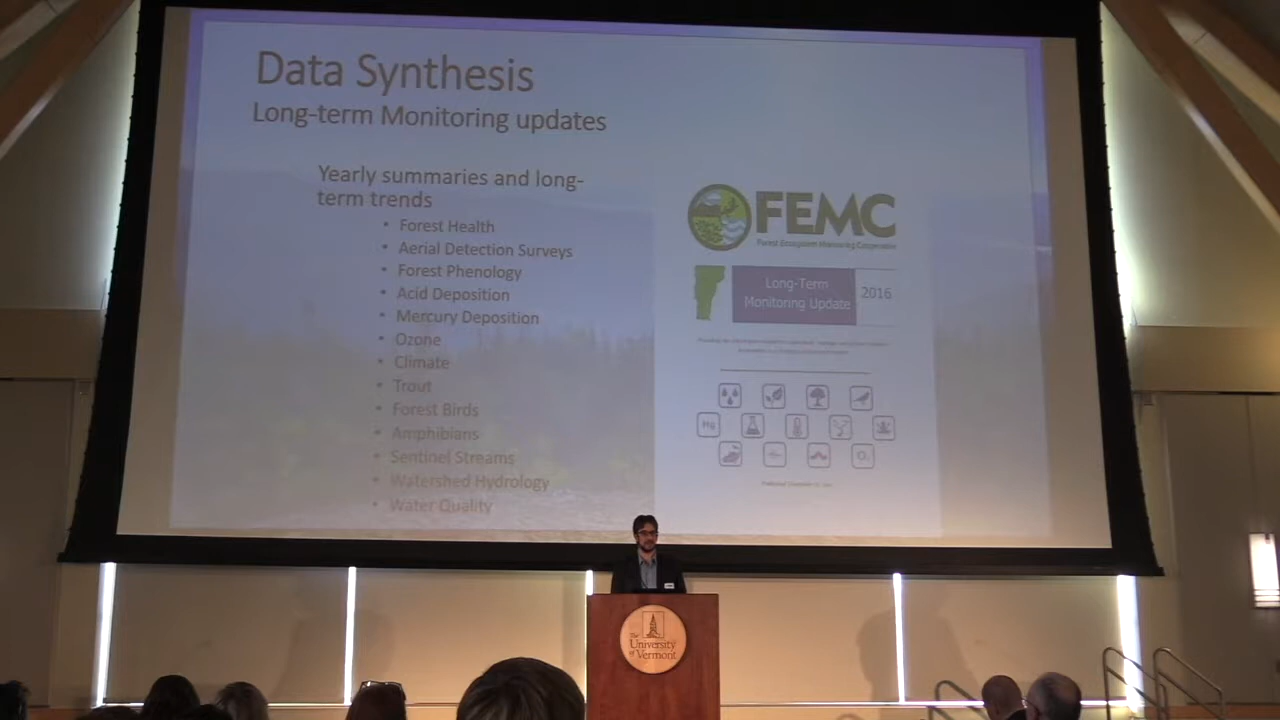 Data Synthesis
Long-term Monitoring updates
Yearly summaries and long-
term trends
• Forest Health
• Aerial Detection Surveys
• Forest Phenology
• Acid Deposition
• Mercury Deposition
• Ozone
• Climate
• Trout
• Forest Birds
• Amphibians
• Sentinel Streams
• Watershed Hydrology
• Water Quality
FEMC
Forest Ecosystem Monitoring Cooperative
Long-Term
Monitoring Update
2016
Hg
O₃
The
University
of Vermont